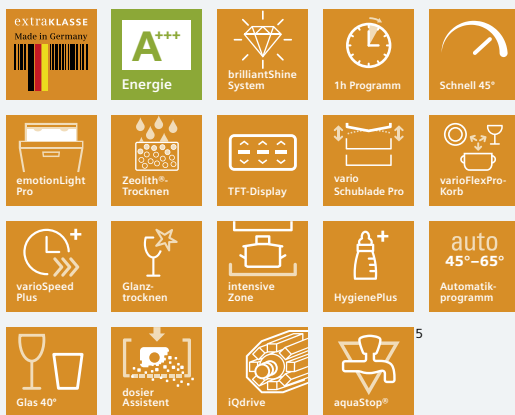 extraKLASSE
Made in Germany
A+++
Energie
brilliantShine
System
1h Programm
Schnell 45°
emotionLight
Pro
Zeolith®-
Trocknen
TFT-Display
vario
Schublade Pro
varioFlexPro-
Korb
varioSpeed
Plus
Glanz-
trocknen
intensive
Zone
HygienePlus
auto
45°–65°
Automatik-
programm
Glas 40°
dosier
Assistent
iQdrive
aquaStop®
5